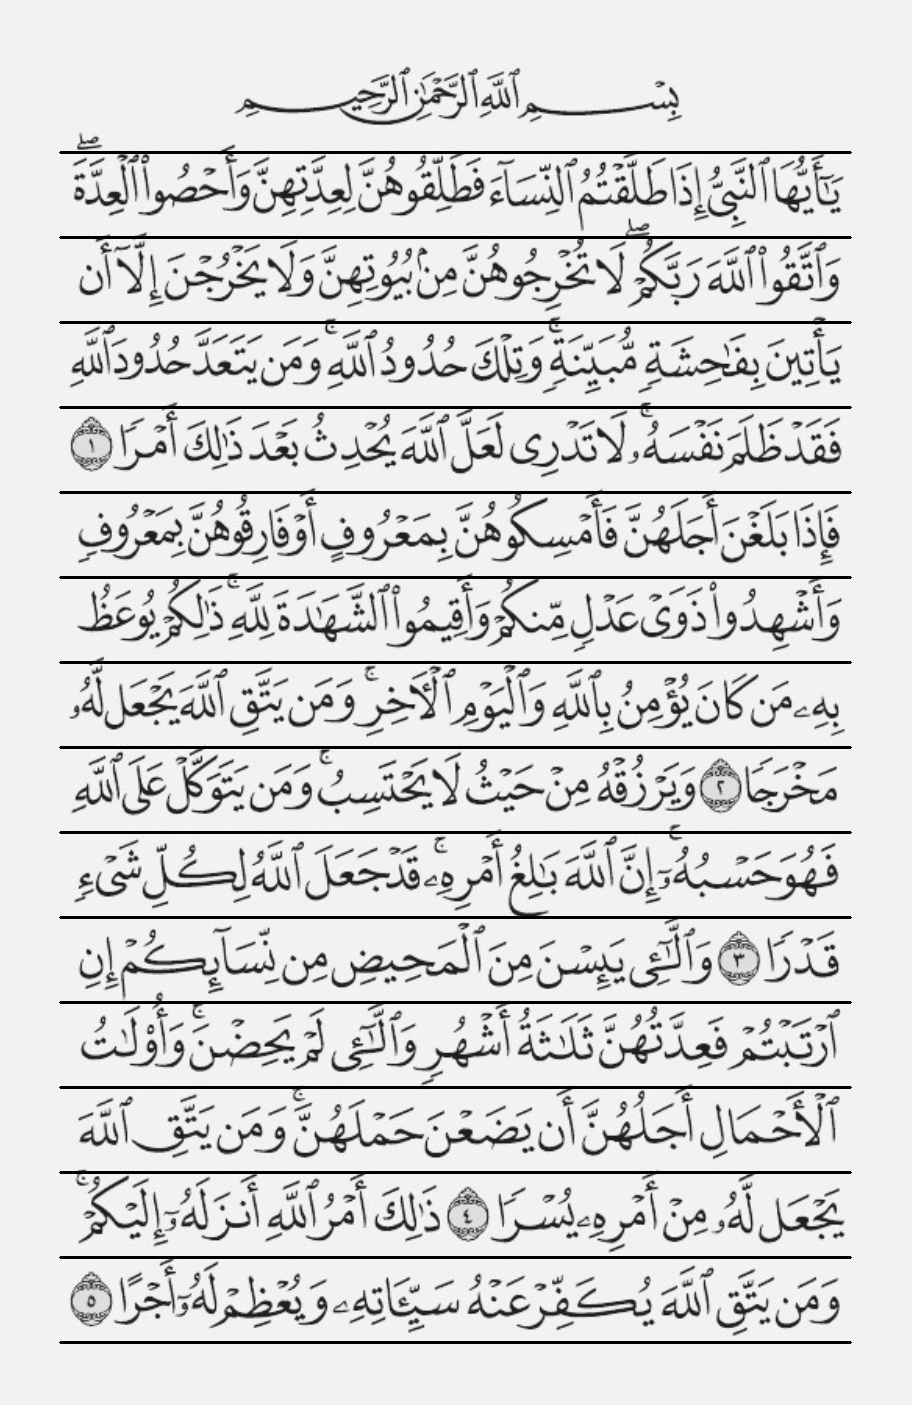 بِسْمِ ٱللَّهِ ٱلرَّحْمَٰنِ ٱلرَّحِيمِ
يَٰٓأَيُّهَا ٱلنَّبِىُّ إِذَا طَلَّقْتُمُ ٱلنِّسَآءَ فَطَلِّقُوهُنَّ لِعِدَّتِهِنَّ وَأَحْصُوا۟ ٱلْعِدَّةَ ۖ
وَٱتَّقُوا۟ ٱللَّهَ رَبَّكُمْ ۖ لَا تُخْرِجُوهُنَّ مِنۢ بُيُوتِهِنَّ وَلَا يَخْرُجْنَ إِلَّآ أَن
يَأْتِينَ بِفَٰحِشَةٍ مُّبَيِّنَةٍ ۚ وَتِلْكَ حُدُودُ ٱللَّهِ ۚ وَمَن يَتَعَدَّ حُدُودَ ٱللَّهِ
فَقَدْ ظَلَمَ نَفْسَهُۥ ۚ لَا تَدْرِى لَعَلَّ ٱللَّهَ يُحْدِثُ بَعْدَ ذَٰلِكَ أَمْرًا ١
فَإِذَا بَلَغْنَ أَجَلَهُنَّ فَأَمْسِكُوهُنَّ بِمَعْرُوفٍ أَوْ فَارِقُوهُنَّ بِمَعْرُوفٍ
وَأَشْهِدُوا۟ ذَوَىْ عَدْلٍ مِّنكُمْ وَأَقِيمُوا۟ ٱلشَّهَٰدَةَ لِلَّهِ ۚ ذَٰلِكُمْ يُوعَظُ
بِهِۦ مَن كَانَ يُؤْمِنُ بِٱللَّهِ وَٱلْيَوْمِ ٱلْءَاخِرِ ۚ وَمَن يَتَّقِ ٱللَّهَ يَجْعَل لَّهُۥ
مَخْرَجًا ٢ وَيَرْزُقْهُ مِنْ حَيْثُ لَا يَحْتَسِبُ ۚ وَمَن يَتَوَكَّلْ عَلَى ٱللَّهِ
فَهُوَ حَسْبُهُۥٓ ۚ إِنَّ ٱللَّهَ بَٰلِغُ أَمْرِهِۦ ۚ قَدْ جَعَلَ ٱللَّهُ لِكُلِّ شَىْءٍ
قَدْرًا ٣ وَٱلَّٰٓـِٔى يَئِسْنَ مِنَ ٱلْمَحِيضِ مِن نِّسَآئِكُمْ إِنِ
ٱرْتَبْتُمْ فَعِدَّتُهُنَّ ثَلَٰثَةُ أَشْهُرٍ وَٱلَّٰٓـِٔى لَمْ يَحِضْنَ ۚ وَأُو۟لَٰتُ
ٱلْأَحْمَالِ أَجَلُهُنَّ أَن يَضَعْنَ حَمْلَهُنَّ ۚ وَمَن يَتَّقِ ٱللَّهَ
يَجْعَل لَّهُۥ مِنْ أَمْرِهِۦ يُسْرًا ٤ ذَٰلِكَ أَمْرُ ٱللَّهِ أَنزَلَهُۥٓ إِلَيْكُمْ ۚ
وَمَن يَتَّقِ ٱللَّهَ يُكَفِّرْ عَنْهُ سَيِّـَٔاتِهِۦ وَيُعْظِمْ لَهُۥٓ أَجْرًا ٥